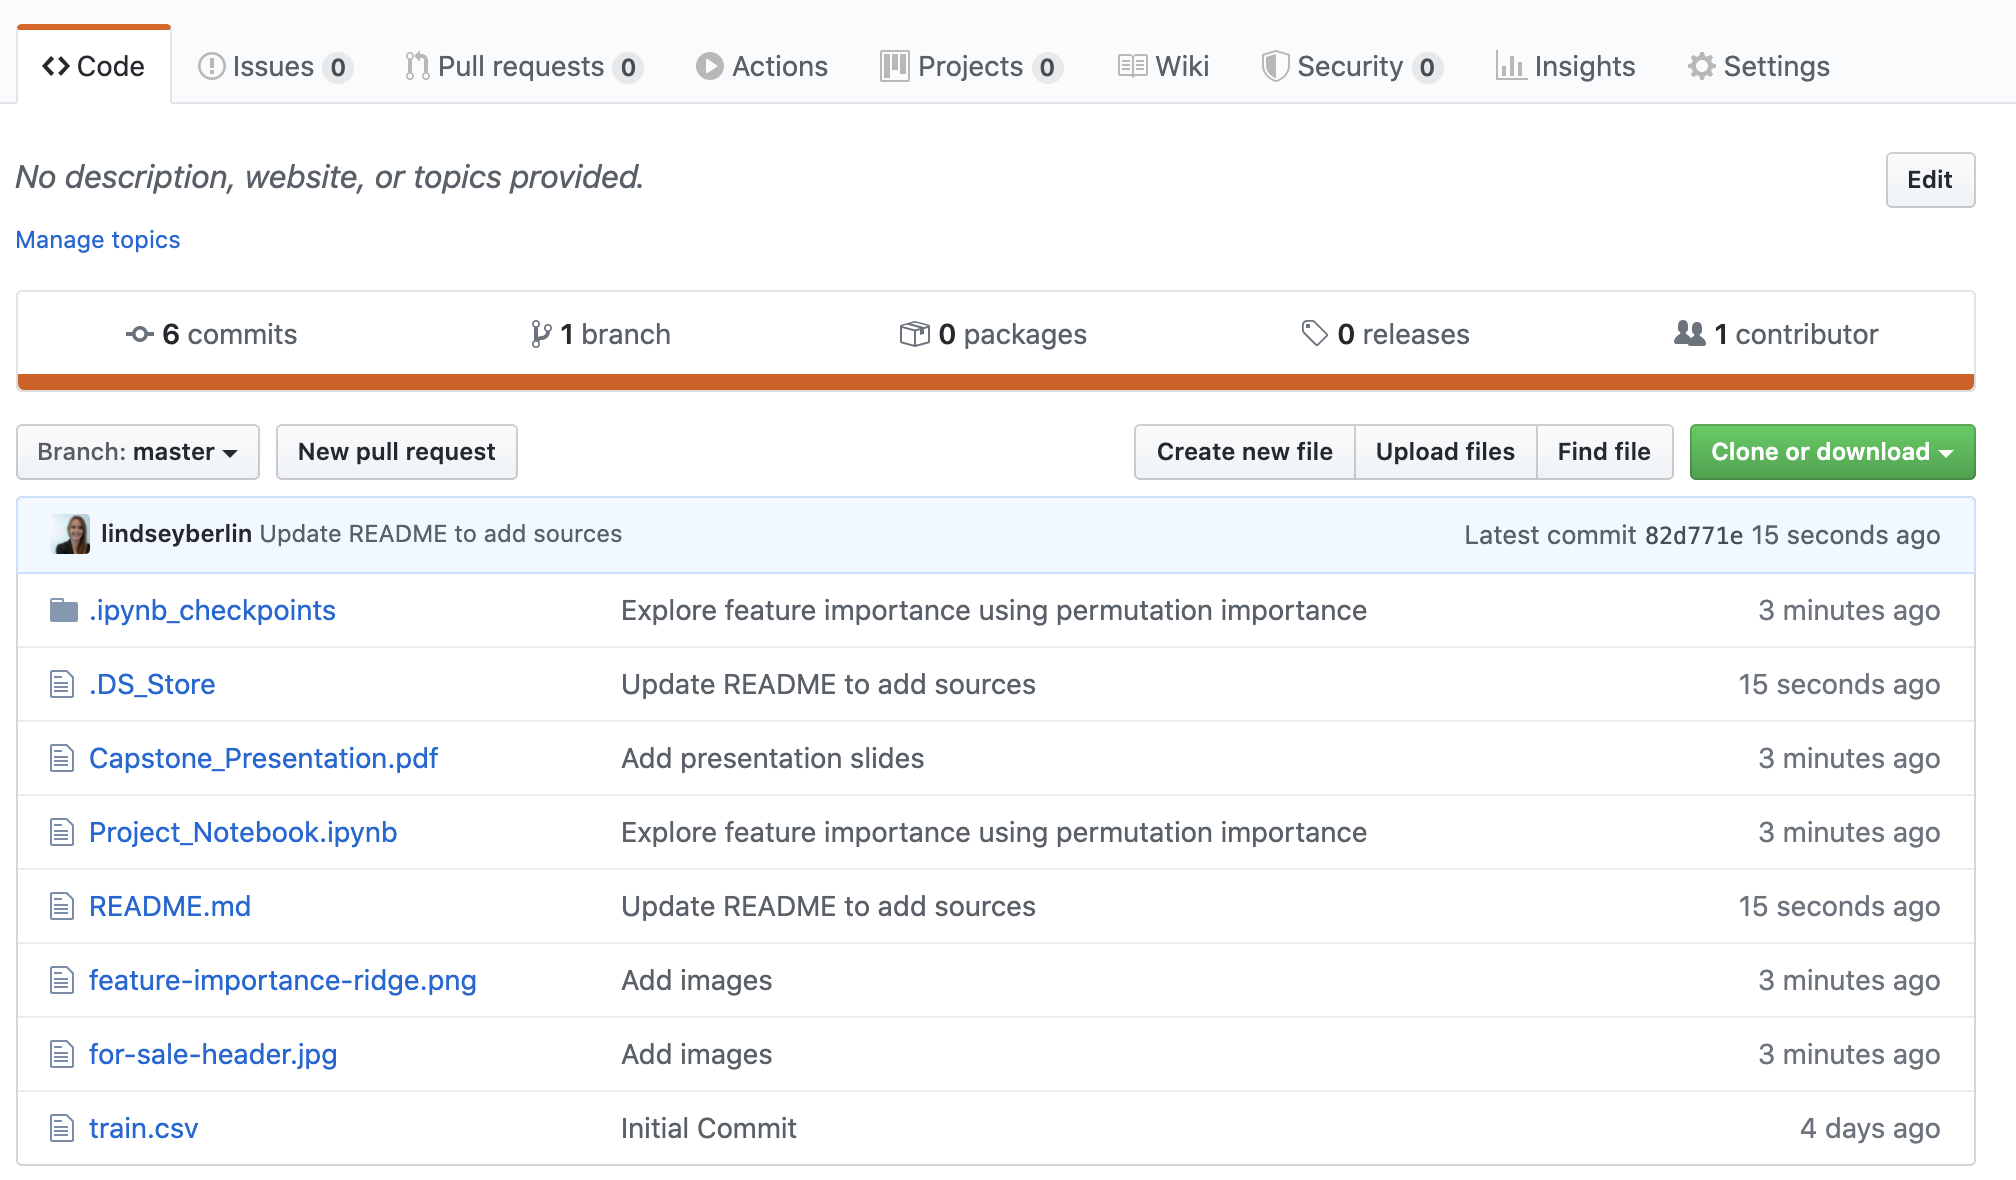 Code Issues 0 Pull requests 0 Actions Projects 0 Wiki Security 0 Insights Settings
No description, website, or topics provided. Edit
Manage topics
6 commits 1 branch 0 packages 0 releases 1 contributor
Branch: master New pull request Create new file Upload files Find file Clone or download
lindseyberlin Update README to add sources Latest commit 82d771e 15 seconds ago
.ipynb_checkpoints Explore feature importance using permutation importance 3 minutes ago
.DS_Store Update README to add sources 15 seconds ago
Capstone_Presentation.pdf Add presentation slides 3 minutes ago
Project_Notebook.ipynb Explore feature importance using permutation importance 3 minutes ago
README.md Update README to add sources 15 seconds ago
feature-importance-ridge.png Add images 3 minutes ago
for-sale-header.jpg Add images 3 minutes ago
train.csv Initial Commit 4 days ago